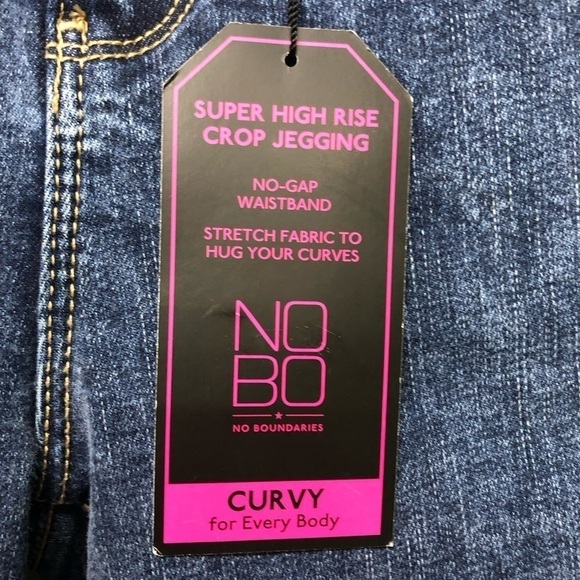 SUPER HIGH RISE
CROP JEGGING
NO-GAP
WAISTBAND
STRETCH FABRIC TO
HUG YOUR CURVES
NO
BO
NO BOUNDARIES
CURVY
for Every Body